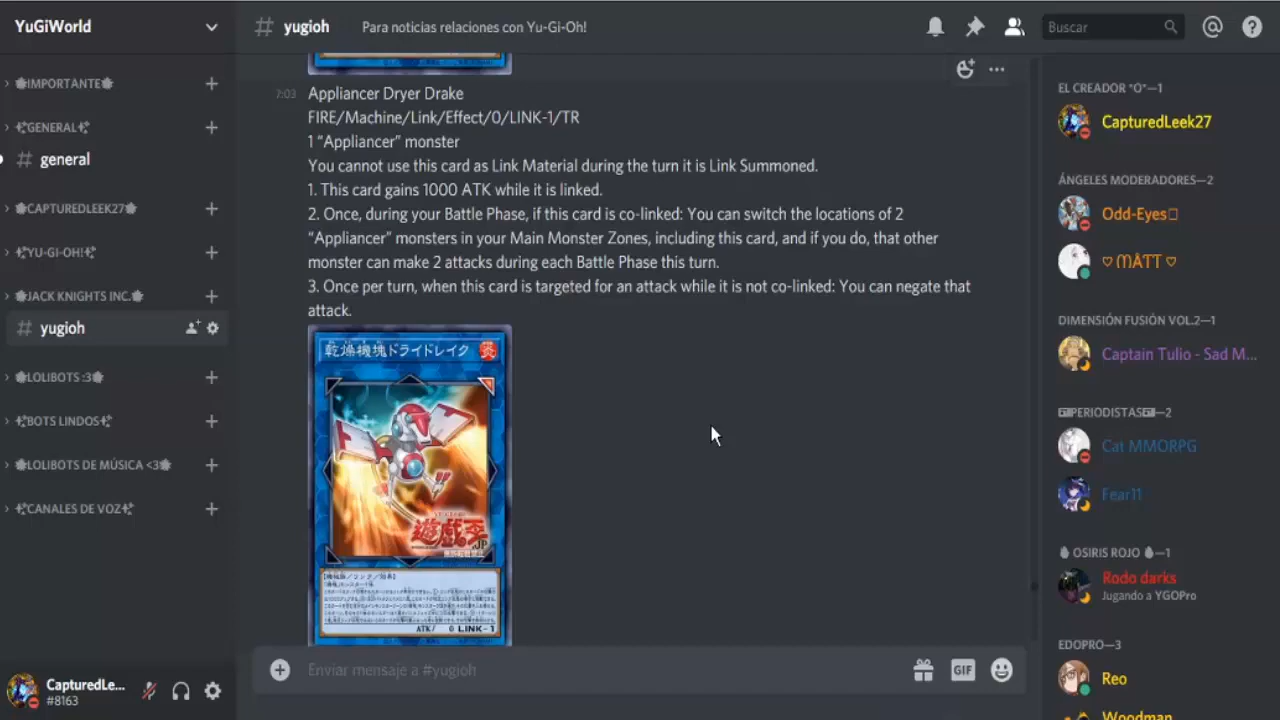 YuGiWorld
IMPORTANTE
GENERAL
general
CAPTUREDLEEK27
YU-GI-OH!
JACK KNIGHTS INC.
yugioh
LOLIBOTS :3
BOTS LINDOS
LOLIBOTS DE MÚSICA <3
CANALES DE VOZ
CapturedLe...
#8163
# yugioh Para noticias relaciones con Yu-Gi-Oh!
Buscar
7:03 Appliancer Dryer Drake
FIRE/Machine/Link/Effect/0/LINK-1/TR
1 “Appliancer” monster
You cannot use this card as Link Material during the turn it is Link Summoned.
1. This card gains 1000 ATK while it is linked.
2. Once, during your Battle Phase, if this card is co-linked: You can switch the locations of 2
“Appliancer” monsters in your Main Monster Zones, including this card, and if you do, that other
monster can make 2 attacks during each Battle Phase this turn.
3. Once per turn, when this card is targeted for an attack while it is not co-linked: You can negate that
attack.
乾燥機塊ドライドレイク 炎
遊戯王
ATK/ 0 LINK-1
Enviar mensaje a #yugioh
GIF
EL CREADOR *O*—1
CapturedLeek27
ÁNGELES MODERADORES—2
Odd-Eyes
♡ ᗰÂTT ♡
DIMENSIÓN FUSIÓN VOL.2—1
Captain Tulio - Sad M...
PERIODISTAS—2
Cat MMORPG
Fear11
OSIRIS ROJO—1
Rodo darks
Jugando a YGOPro
EDOPRO—3
Reo
Woodman